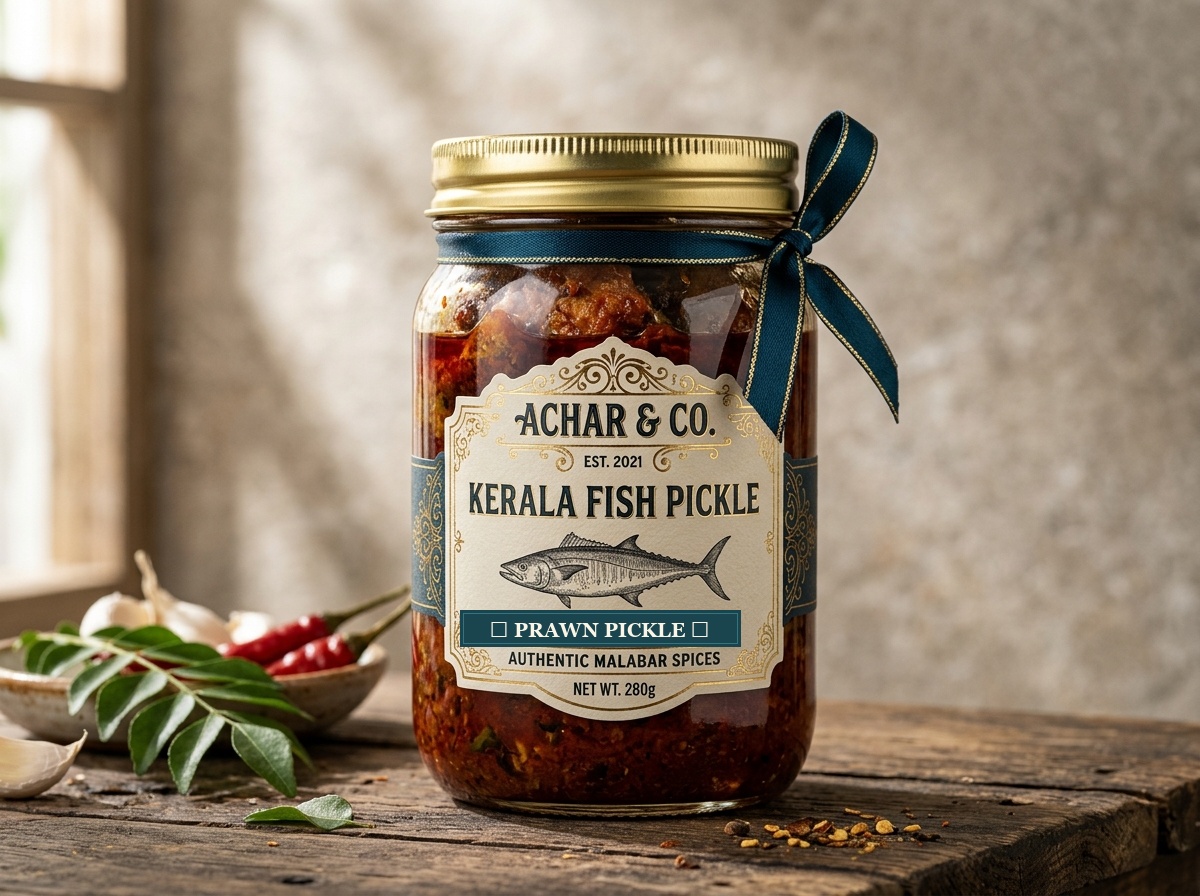 ACHAR & CO.
EST. 2021
KERALA FISH PICKLE
□ PRAWN PICKLE □
AUTHENTIC MALABAR SPICES
NET WT. 280g